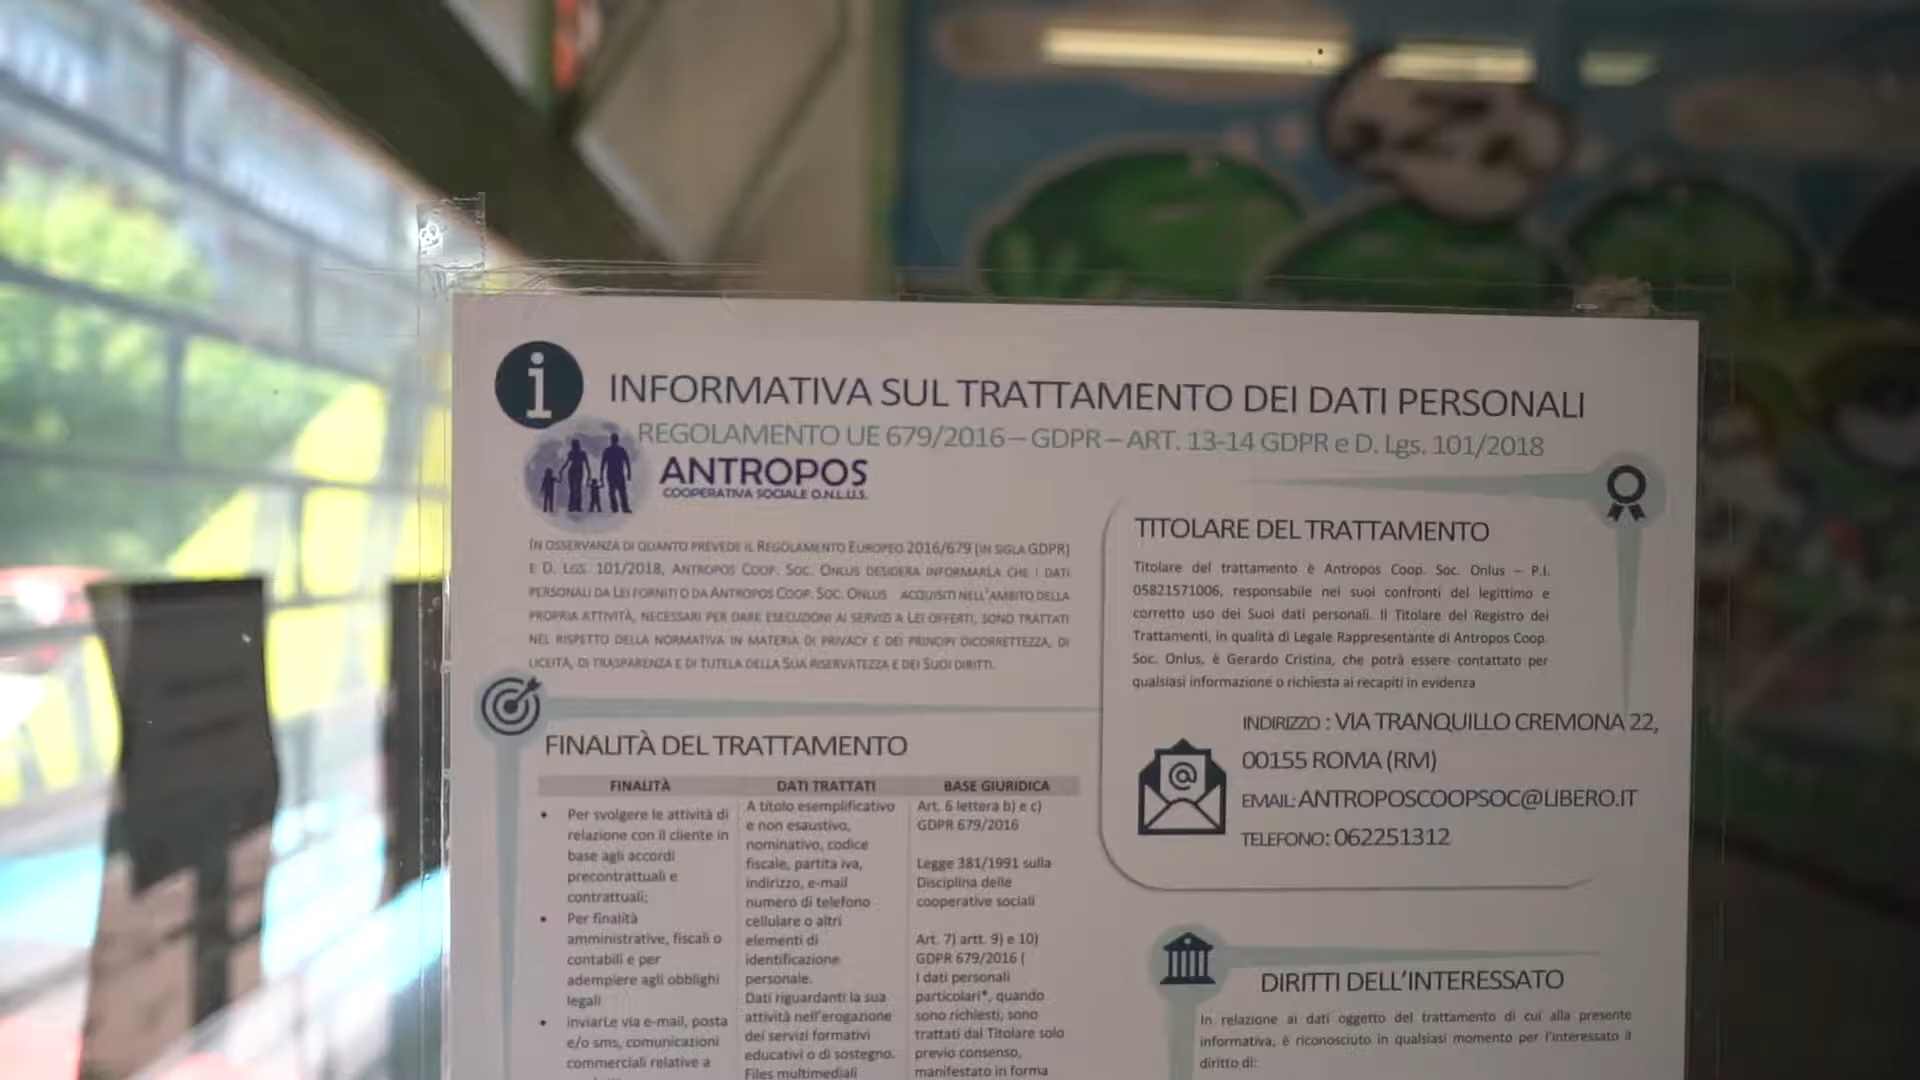 INFORMATIVA SUL TRATTAMENTO DEI DATI PERSONALI
REGOLAMENTO UE 679/2016 – GDPR – ART. 13-14 GDPR e D. Lgs. 101/2018
ANTROPOS
COOPERATIVA SOCIALE O.N.L.U.S.
IN OSSERVANZA DI QUANTO PREVEDE IL REGOLAMENTO EUROPEO 2016/679 (IN SIGLA GDPR)
E D. LGS. 101/2018, ANTROPOS COOP. SOC. ONLUS DESIDERA INFORMARLA CHE I DATI
PERSONALI DA LEI FORNITI O DA ANTROPOS COOP. SOC. ONLUS ACQUISITI NELL'AMBITO DELLA
PROPRIA ATTIVITÀ, NECESSARI PER DARE ESECUZIONI AI SERVIZI A LEI OFFERTI, SONO TRATTATI
NEL RISPETTO DELLA NORMATIVA IN MATERIA DI PRIVACY E DEI PRINCIPI DICORRETTEZZA, DI
LICEITÀ, DI TRASPARENZA E DI TUTELA DELLA SUA RISERVATEZZA E DEI SUOI DIRITTI.
FINALITÀ DEL TRATTAMENTO
FINALITÀ
Per svolgere le attività di
relazione con il cliente in
base agli accordi
precontrattuali e
contrattuali;
Per finalità
amministrative, fiscali o
contabili e per
adempiere agli obblighi
legali
inviarLe via e-mail, posta
e/o sms, comunicazioni
commerciali relative a
DATI TRATTATI
A titolo esemplificativo
e non esaustivo,
nominativo, codice
fiscale, partita iva,
indirizzo, e-mail
numero di telefono
cellulare o altri
elementi di
identificazione
personale.
Dati riguardanti la sua
attività nell'erogazione
dei servizi formativi
educativi o di sostegno.
Files multimediali
BASE GIURIDICA
Art. 6 lettera b) e c)
GDPR 679/2016
Legge 381/1991 sulla
Disciplina delle
cooperative sociali
Art. 7) artt. 9) e 10)
GDPR 679/2016 (
I dati personali
particolari*, quando
sono richiesti, sono
trattati dal Titolare solo
previo consenso,
manifestato in forma
TITOLARE DEL TRATTAMENTO
Titolare del trattamento è Antropos Coop. Soc. Onlus – P.I.
05821571006, responsabile nei suoi confronti del legittimo e
corretto uso dei Suoi dati personali. Il Titolare del Registro dei
Trattamenti, in qualità di Legale Rappresentante di Antropos Coop.
Soc. Onlus, è Gerardo Cristina, che potrà essere contattato per
qualsiasi informazione o richiesta ai recapiti in evidenza
INDIRIZZO : VIA TRANQUILLO CREMONA 22,
00155 ROMA (RM)
EMAIL: ANTROPOSCOOPSOC@LIBERO.IT
TELEFONO: 062251312
DIRITTI DELL'INTERESSATO
In relazione ai dati oggetto del trattamento di cui alla presente
informativa, è riconosciuto in qualsiasi momento per l'interessato il
diritto di: